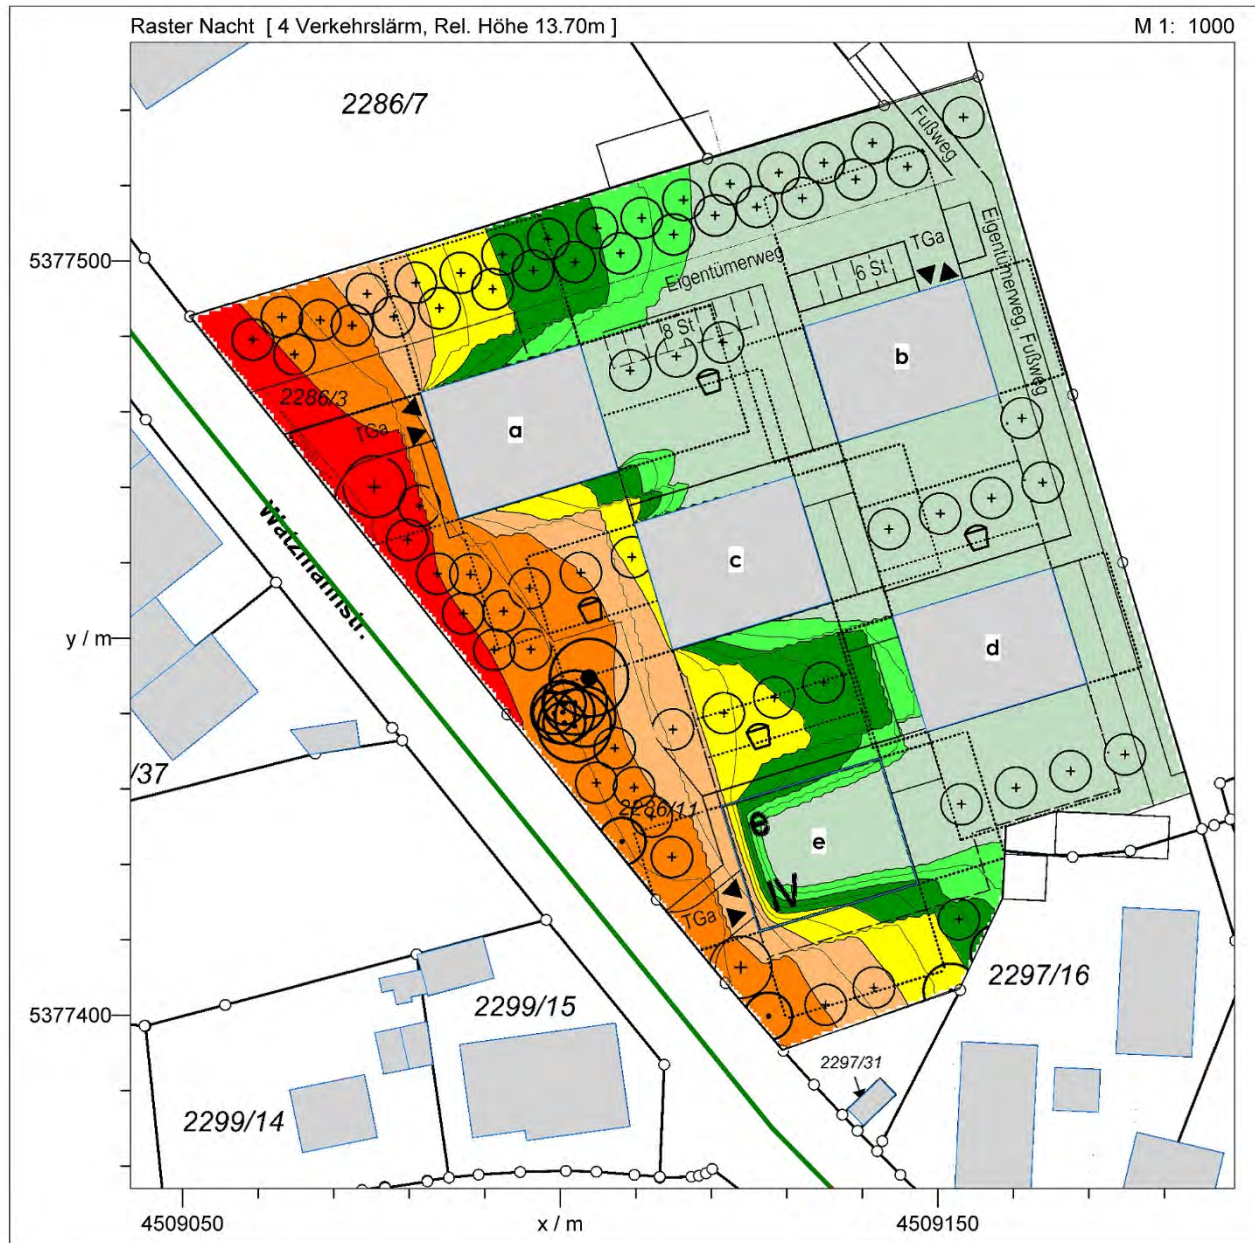 Raster Nacht [ 4 Verkehrslärm, Rel. Höhe 13.70m ]
M 1: 1000
2286/7
Fußweg
5377500
Eigentümerweg
TGa
6 St
Eigentümerweg, Fußweg
8 St
b
2286/3
TGa
a
Watzmannstr.
c
y / m
d
/37
2286/11
e
e
IV
TGa
2297/16
2299/15
5377400
2297/31
2299/14
4509050
x / m
4509150